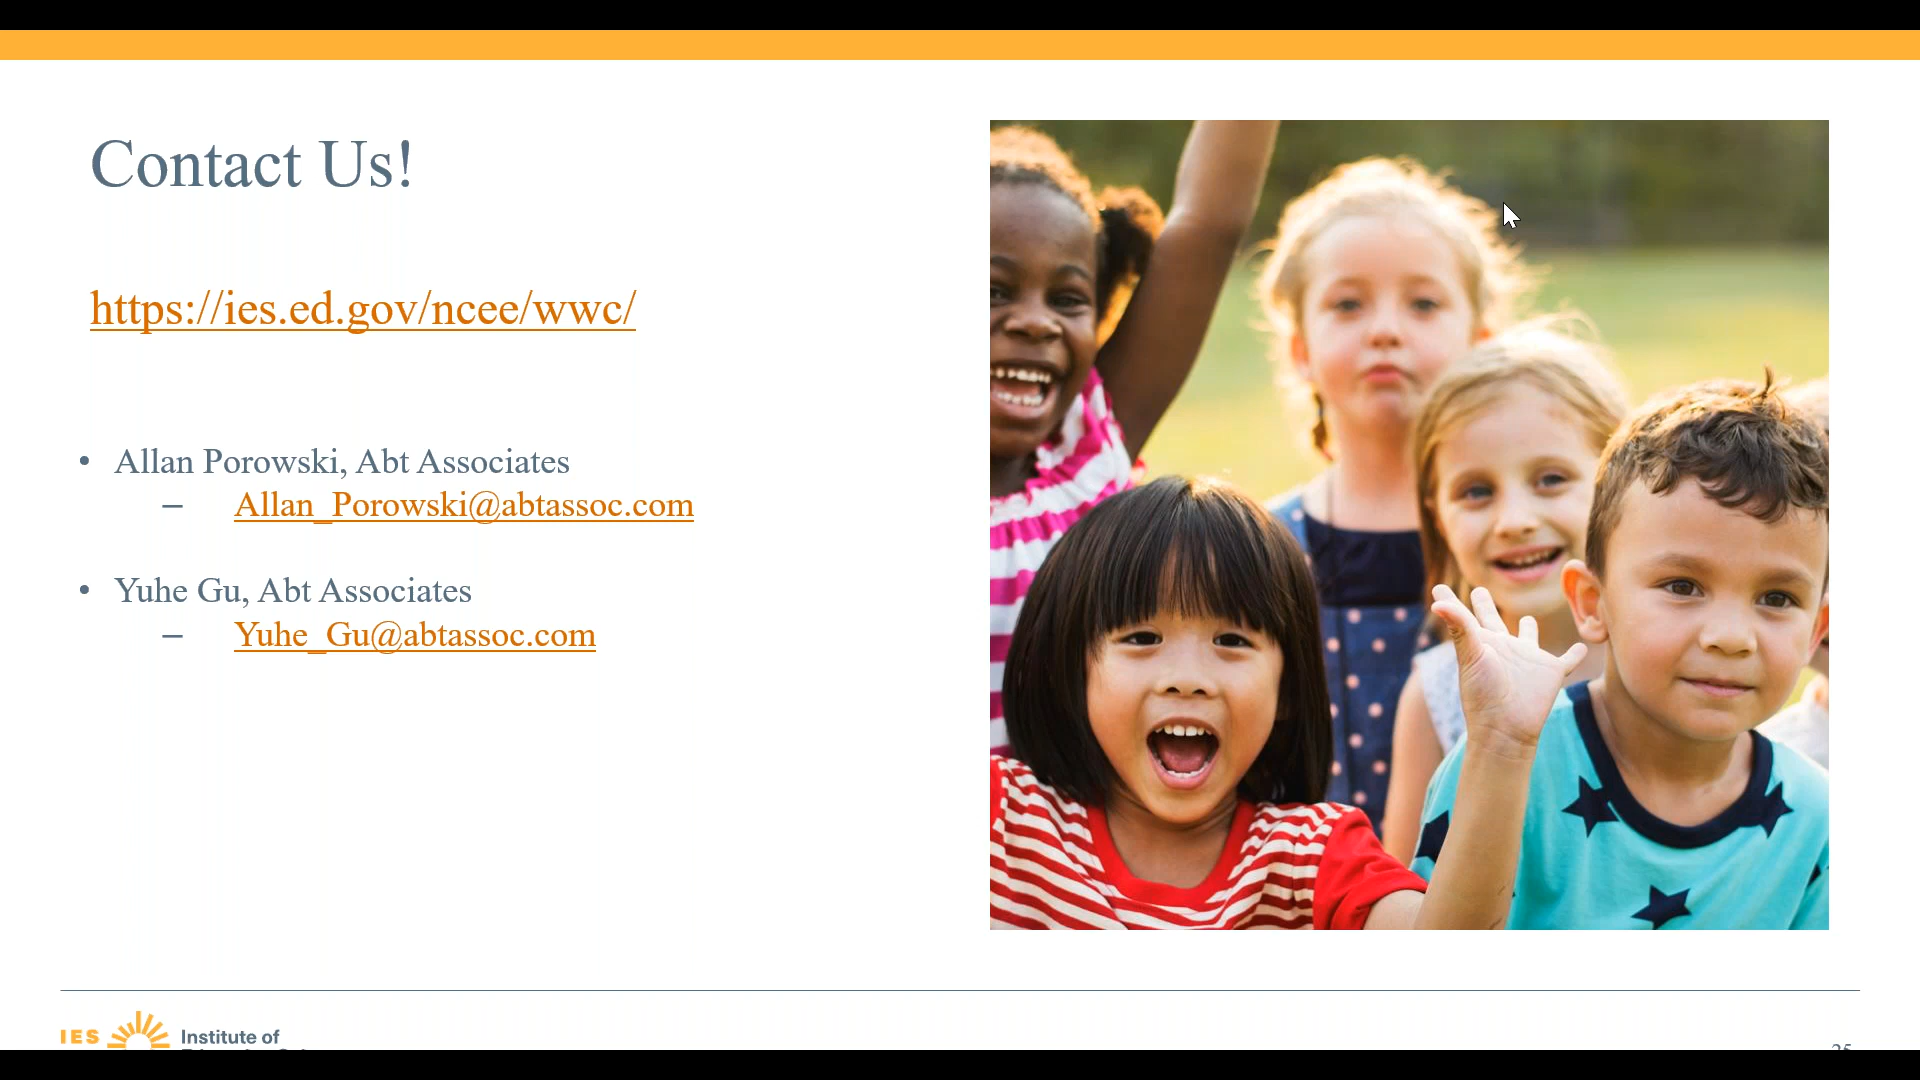 Contact Us!
https://ies.ed.gov/ncee/wwc/
• Allan Porowski, Abt Associates
– Allan_Porowski@abtassoc.com
• Yuhe Gu, Abt Associates
– Yuhe_Gu@abtassoc.com
IES Institute of